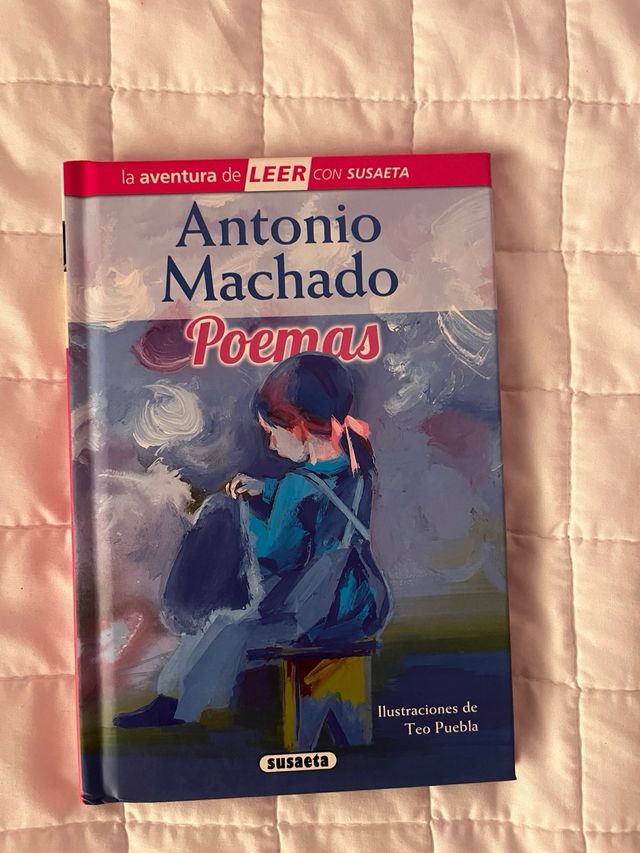 la aventura de LEER CON SUSAETA
Antonio
Machado
Poemas
Ilustraciones de
Teo Puebla
susaeta